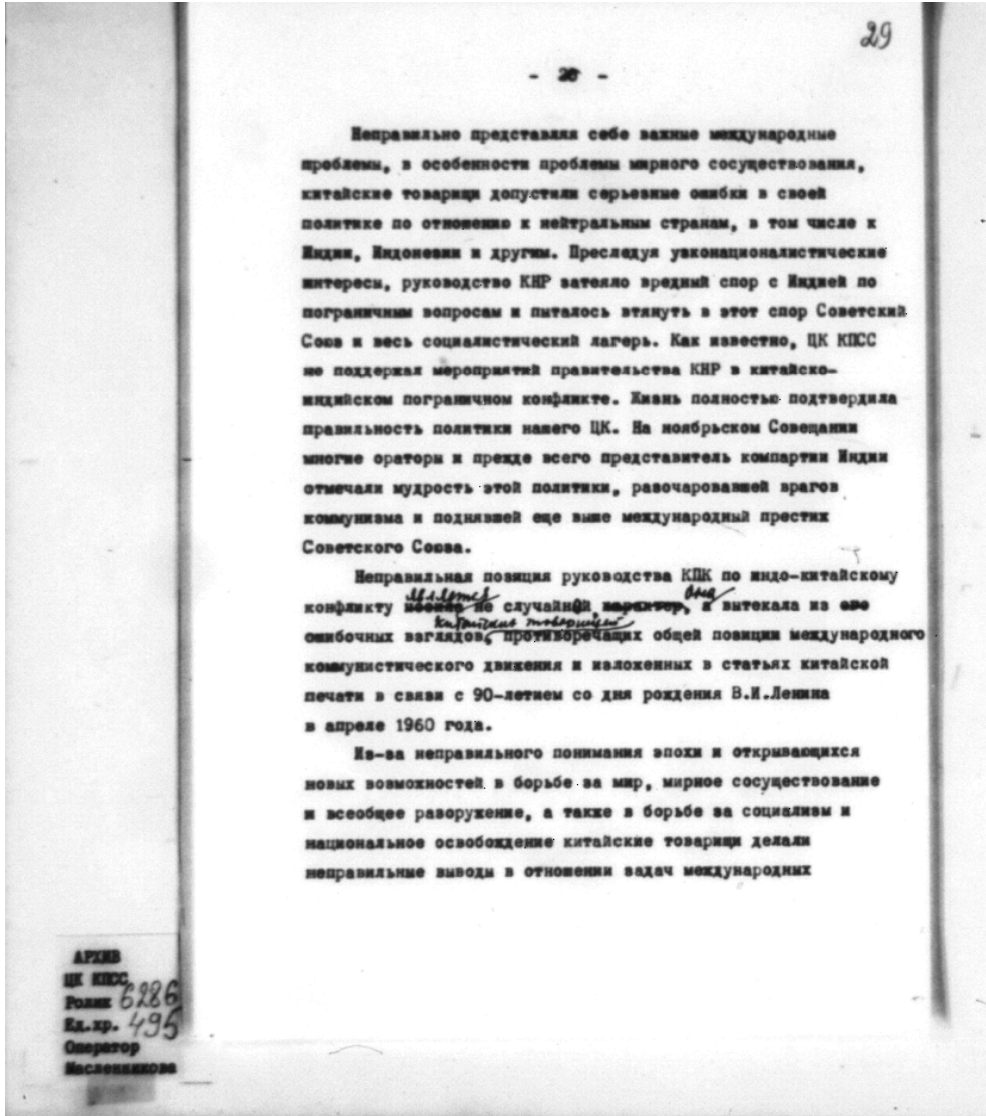 29
- 28 -
Неправильно представляя себе важные международные
проблемы, в особенности проблемы мирного сосуществования,
китайские товарищи допустили серьезные ошибки в своей
политике по отношению к нейтральным странам, в том числе к
Индии, Индонезии и другим. Преследуя узконационалистические
интересы, руководство КНР затеяло вредный спор с Индией по
пограничным вопросам и пыталось втянуть в этот спор Советский
Союз и весь социалистический лагерь. Как известно, ЦК КПСС
не поддержал мероприятий правительства КНР в китайско-
индийском пограничном конфликте. Жизнь полностью подтвердила
правильность политики нашего ЦК. На ноябрьском Совещании
многие ораторы и прежде всего представитель компартии Индии
отмечали мудрость этой политики, разочаровавшей врагов
коммунизма и поднявшей еще выше международный престиж
Советского Союза.
Неправильная позиция руководства КПК по индо-китайскому
является она
конфликту носила не случайной характер, а вытекала из его
китайских товарищей
ошибочных взглядов, противоречащих общей позиции международного
коммунистического движения и изложенных в статьях китайской
печати в связи с 90-летием со дня рождения В.И.Ленина
в апреле 1960 года.
Из-за неправильного понимания эпохи и открывающихся
новых возможностей в борьбе за мир, мирное сосуществование
и всеобщее разоружение, а также в борьбе за социализм и
национальное освобождение китайские товарищи делали
неправильные выводы в отношении задач международных
АРХИВ
ЦК КПСС
Ролик 6286
Ед.хр. 495
Оператор
Масленникова